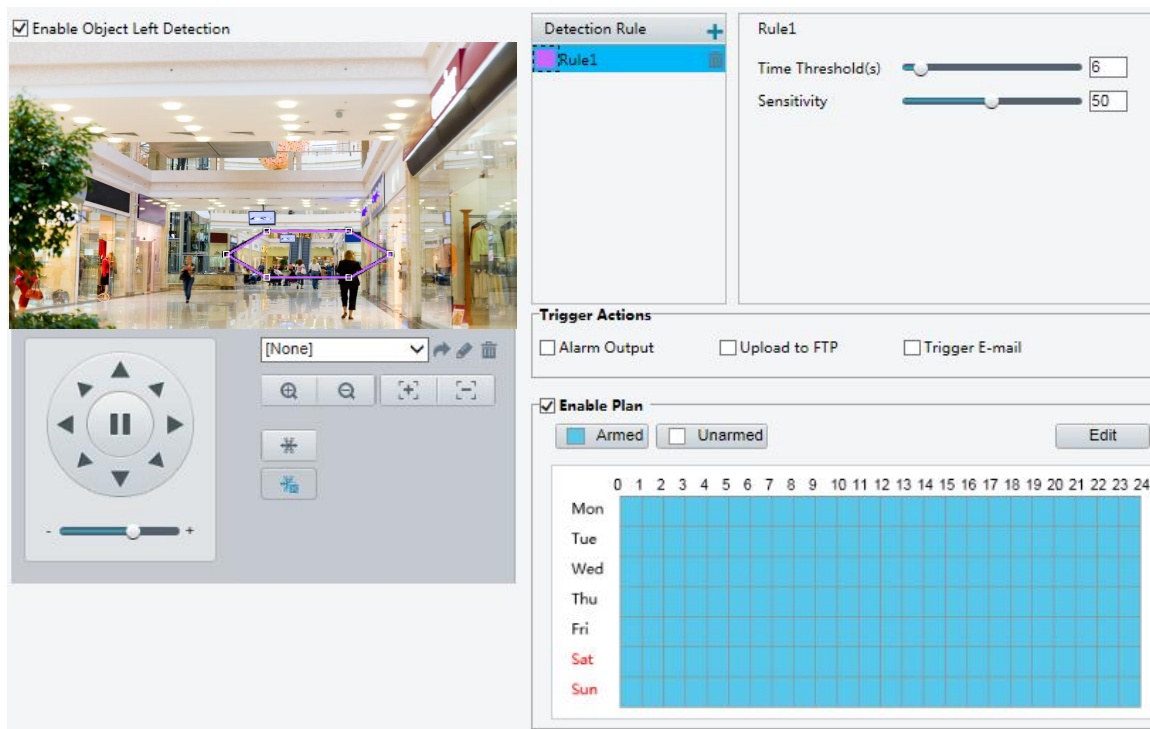 Enable Object Left Detection
[None]
- +
Detection Rule +
Rule1
Rule1
Time Threshold(s) 6
Sensitivity 50
Trigger Actions
Alarm Output Upload to FTP Trigger E-mail
Enable Plan
Armed Unarmed Edit
0 1 2 3 4 5 6 7 8 9 10 11 12 13 14 15 16 17 18 19 20 21 22 23 24
Mon
Tue
Wed
Thu
Fri
Sat
Sun